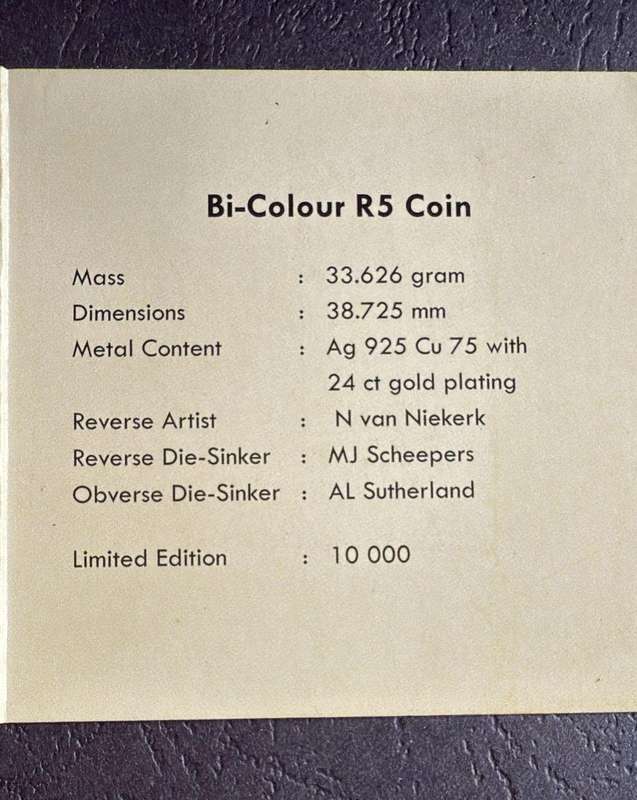 Bi-Colour R5 Coin
Mass : 33.626 gram
Dimensions : 38.725 mm
Metal Content : Ag 925 Cu 75 with
24 ct gold plating
Reverse Artist : N van Niekerk
Reverse Die-Sinker : MJ Scheepers
Obverse Die-Sinker : AL Sutherland
Limited Edition : 10 000